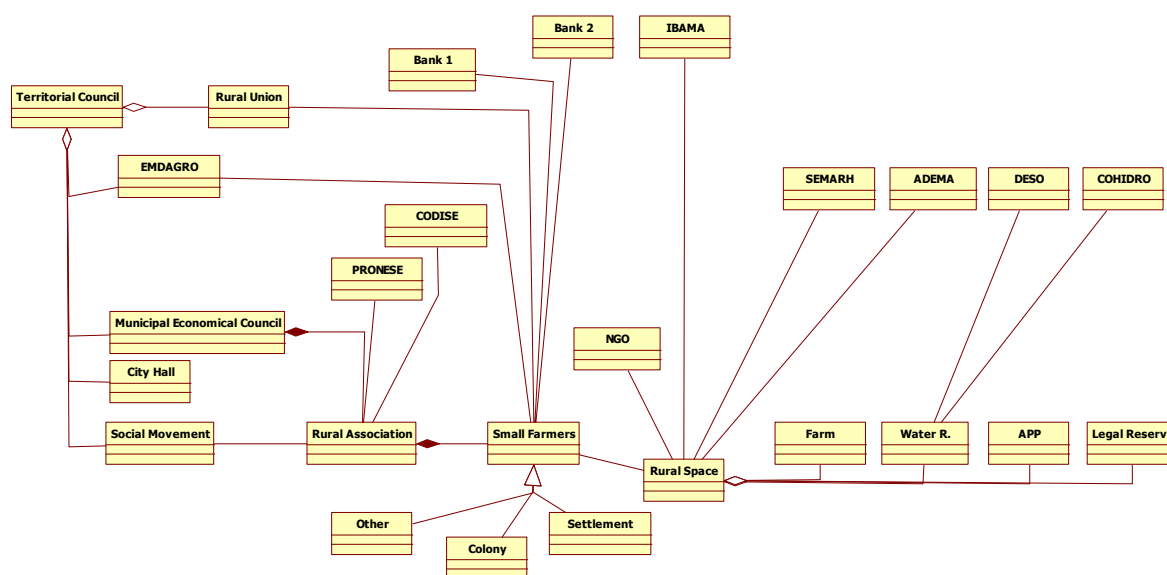 Bank 2
IBAMA
Bank 1
Territorial Council
Rural Union
EMDAGRO
SEMARH
ADEMA
DESO
COHIDRO
CODISE
PRONESE
Municipal Economical Council
NGO
City Hall
Social Movement
Rural Association
Small Farmers
Farm
Water R.
APP
Legal Reserv
Rural Space
Other
Settlement
Colony